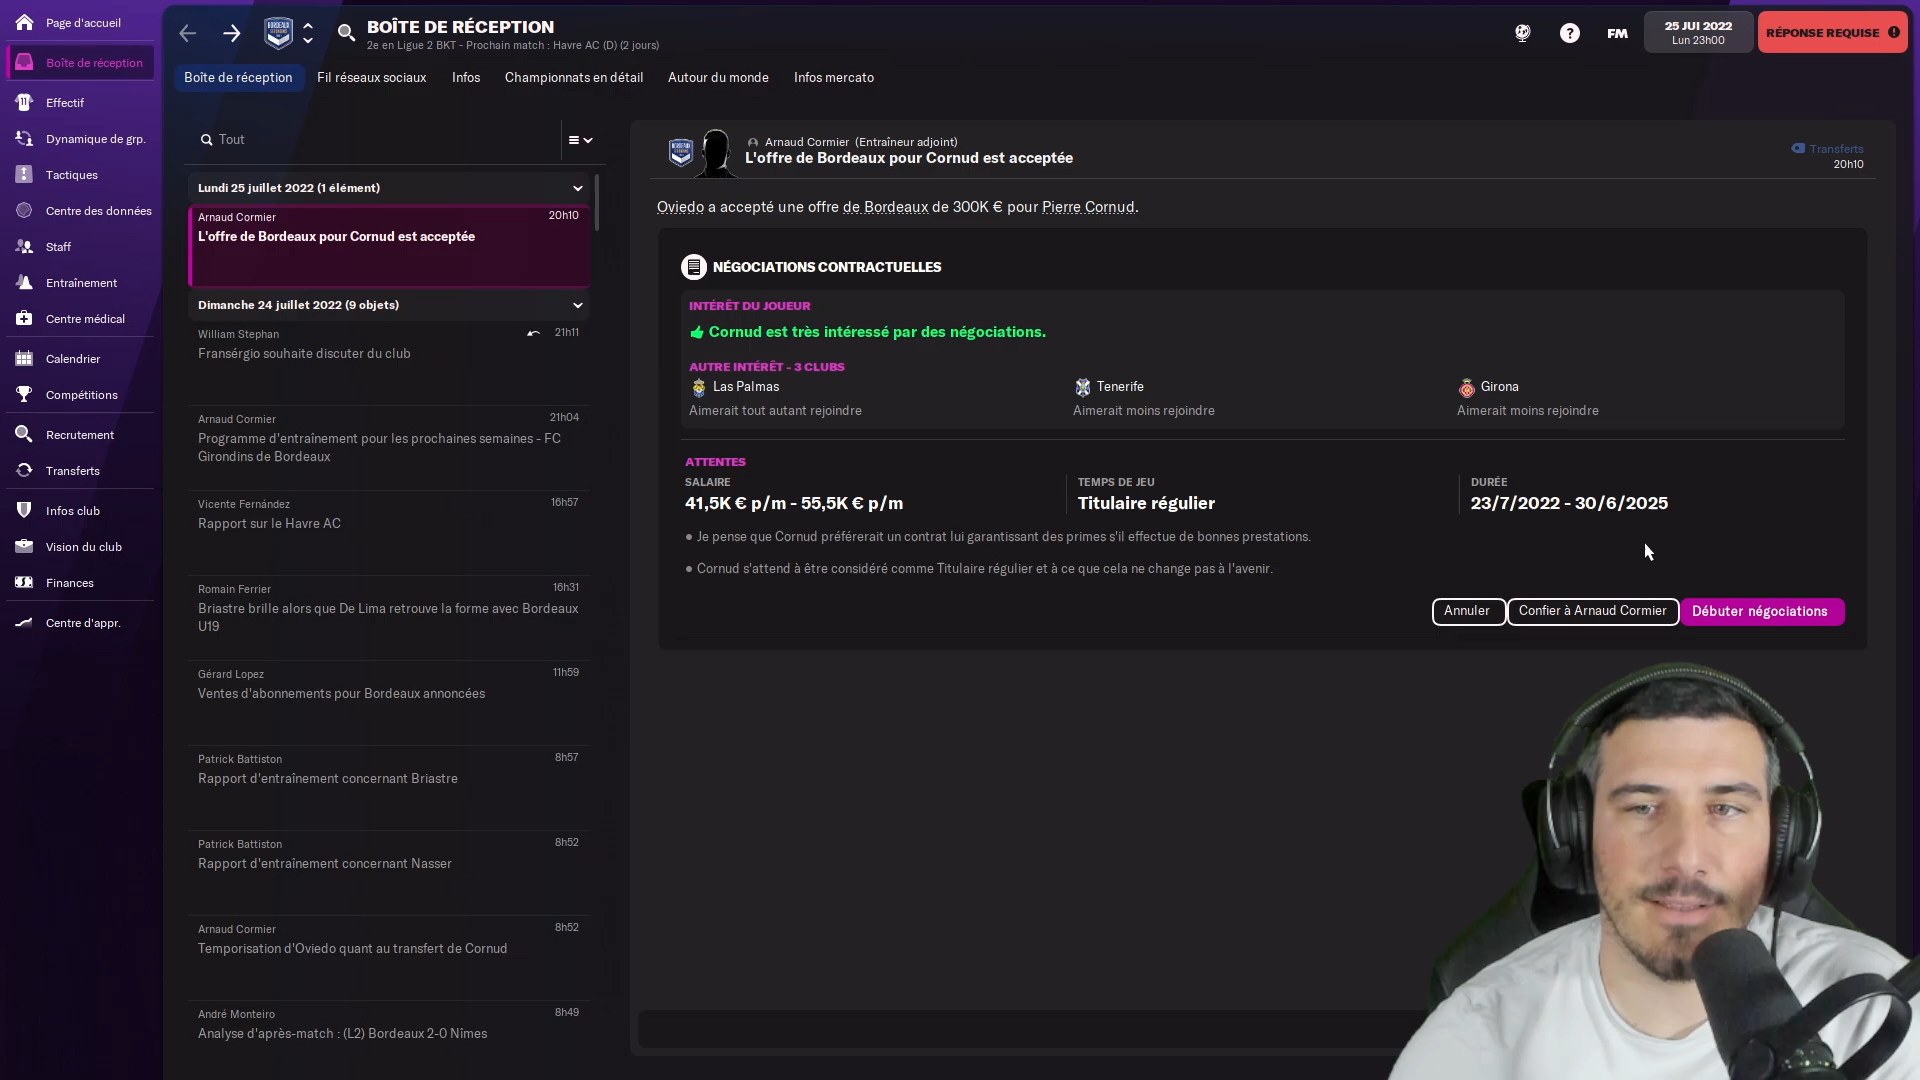 Page d'accueil
Boîte de réception
Effectif
Dynamique de grp.
Tactiques
Centre des données
Staff
Entraînement
Centre médical
Calendrier
Compétitions
Recrutement
Transferts
Infos club
Vision du club
Finances
Centre d'appr.
BOÎTE DE RÉCEPTION
2e en Ligue 2 BKT - Prochain match : Havre AC (D) (2 jours)
FM
25 JUI 2022
Lun 23h00
RÉPONSE REQUISE
Boîte de réception
Fil réseaux sociaux
Infos
Championnats en détail
Autour du monde
Infos mercato
Tout
Lundi 25 juillet 2022 (1 élément)
Arnaud Cormier 20h10
L'offre de Bordeaux pour Cornud est acceptée
Dimanche 24 juillet 2022 (9 objets)
William Stephan 21h11
Fransérgio souhaite discuter du club
Arnaud Cormier 21h04
Programme d'entraînement pour les prochaines semaines - FC
Girondins de Bordeaux
Vicente Fernández 16h57
Rapport sur le Havre AC
Romain Ferrier 16h31
Briastre brille alors que De Lima retrouve la forme avec Bordeaux
U19
Gérard Lopez 11h59
Ventes d'abonnements pour Bordeaux annoncées
Patrick Battiston 8h57
Rapport d'entraînement concernant Briastre
Patrick Battiston 8h52
Rapport d'entraînement concernant Nasser
Arnaud Cormier 8h52
Temporisation d'Oviedo quant au transfert de Cornud
André Monteiro 8h49
Analyse d'après-match : (L2) Bordeaux 2-0 Nîmes
Arnaud Cormier (Entraîneur adjoint)
L'offre de Bordeaux pour Cornud est acceptée
Transferts
20h10
Oviedo a accepté une offre de Bordeaux de 300K € pour Pierre Cornud.
NÉGOCIATIONS CONTRACTUELLES
INTÉRÊT DU JOUEUR
Cornud est très intéressé par des négociations.
AUTRE INTÉRÊT - 3 CLUBS
Las Palmas
Aimerait tout autant rejoindre
Tenerife
Aimerait moins rejoindre
Girona
Aimerait moins rejoindre
ATTENTES
SALAIRE
41,5K € p/m - 55,5K € p/m
TEMPS DE JEU
Titulaire régulier
DURÉE
23/7/2022 - 30/6/2025
• Je pense que Cornud préférerait un contrat lui garantissant des primes s'il effectue de bonnes prestations.
• Cornud s'attend à être considéré comme Titulaire régulier et à ce que cela ne change pas à l'avenir.
Annuler
Confier à Arnaud Cormier
Débuter négociations